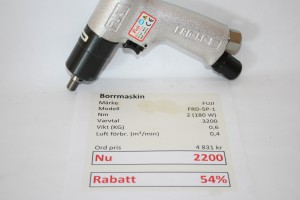 Borrmaskin
Märke FUJI
Modell FRD-5P-1
Nm 2 (180 W)
Varvtal 3200
Vikt (KG) 0,6
Luft förbr. (m³/min) 0,4
Ord pris 4 831 kr
Nu 2200
Rabatt 54%